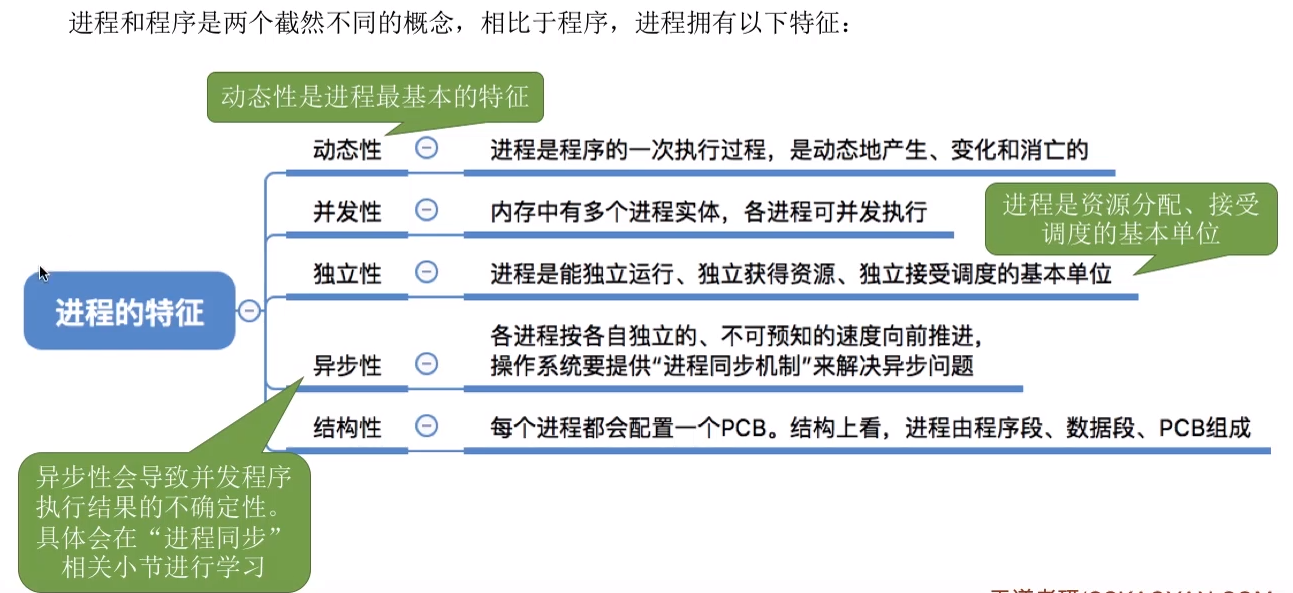 进程和程序是两个截然不同的概念，相比于程序，进程拥有以下特征：
动态性是进程最基本的特征
动态性
进程是程序的一次执行过程，是动态地产生、变化和消亡的
并发性
内存中有多个进程实体，各进程可并发执行
进程是资源分配、接受
调度的基本单位
独立性
进程是能独立运行、独立获得资源、独立接受调度的基本单位
进程的特征
异步性
各进程按各自独立的、不可预知的速度向前推进，
操作系统要提供“进程同步机制”来解决异步问题
结构性
每个进程都会配置一个PCB。结构上看，进程由程序段、数据段、PCB组成
异步性会导致并发程序
执行结果的不确定性。
具体会在“进程同步”
相关小节进行学习